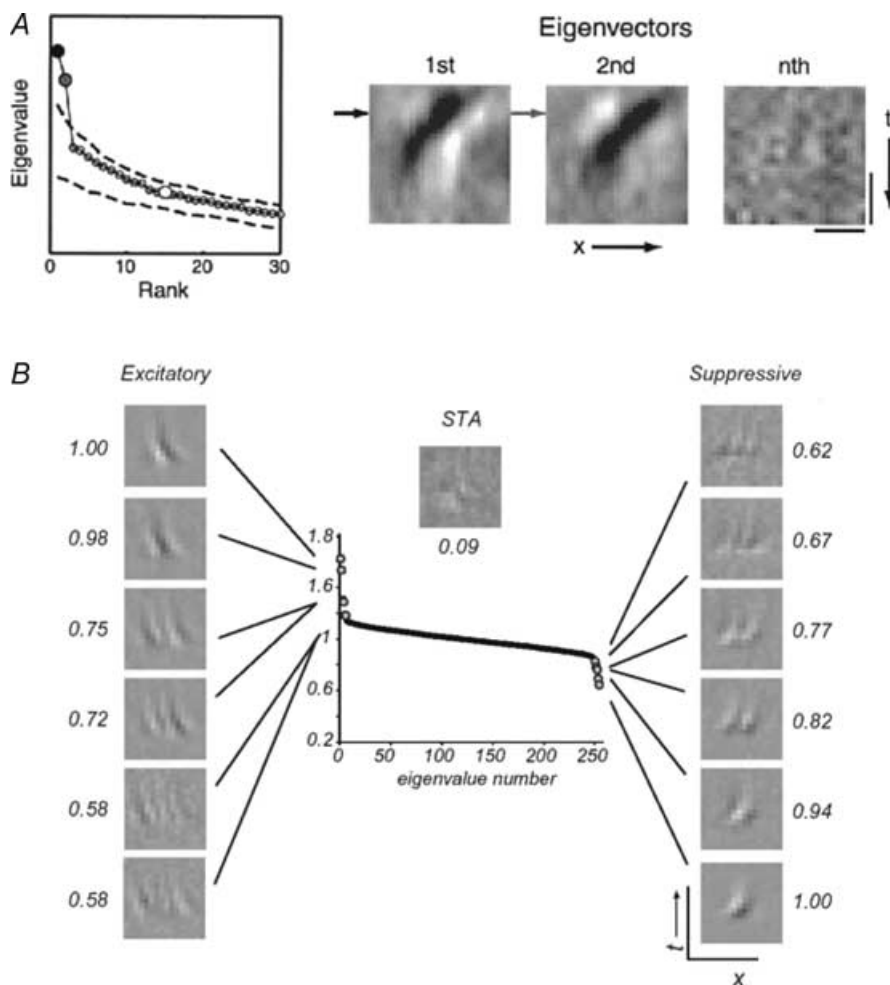 A
Eigenvalue
0 10 20 30
Rank
Eigenvectors
1st 2nd nth
t
x
B
Excitatory
Suppressive
STA
0.09
1.00
0.98
0.75
0.72
0.58
0.58
1.8
1.6
1
0.6
0.2
0 50 100 150 200 250
eigenvalue number
0.62
0.67
0.77
0.82
0.94
1.00
t
x